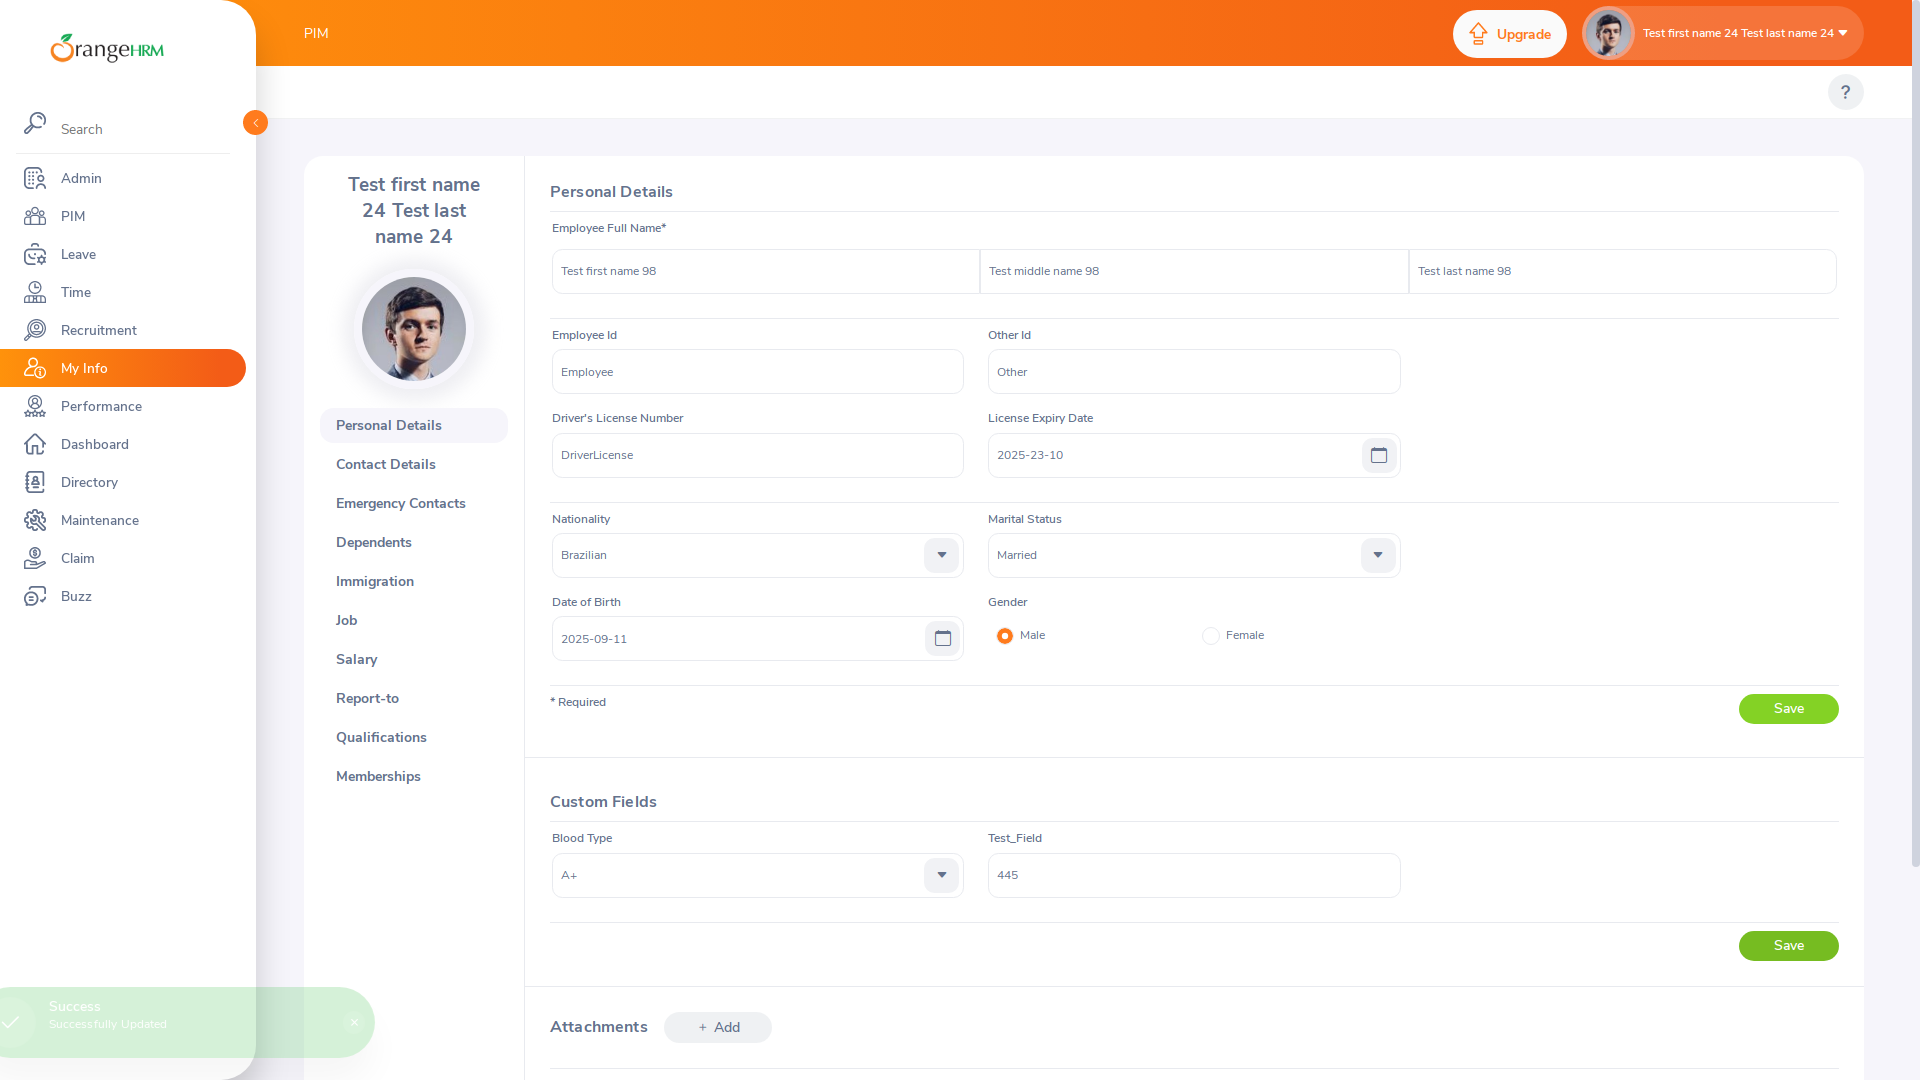 OrangeHRM
PIM
Upgrade
Test first name 24 Test last name 24
?
Search
Admin
PIM
Leave
Time
Recruitment
My Info
Performance
Dashboard
Directory
Maintenance
Claim
Buzz
Test first name
24 Test last
name 24
Personal Details
Contact Details
Emergency Contacts
Dependents
Immigration
Job
Salary
Report-to
Qualifications
Memberships
Personal Details
Employee Full Name*
Test first name 98
Test middle name 98
Test last name 98
Employee Id
Other Id
Employee
Other
Driver's License Number
License Expiry Date
DriverLicense
2025-23-10
Nationality
Marital Status
Brazilian
Married
Date of Birth
Gender
2025-09-11
Male
Female
* Required
Save
Custom Fields
Blood Type
Test_Field
A+
445
Save
Attachments
+ Add
Success
Successfully Updated
×